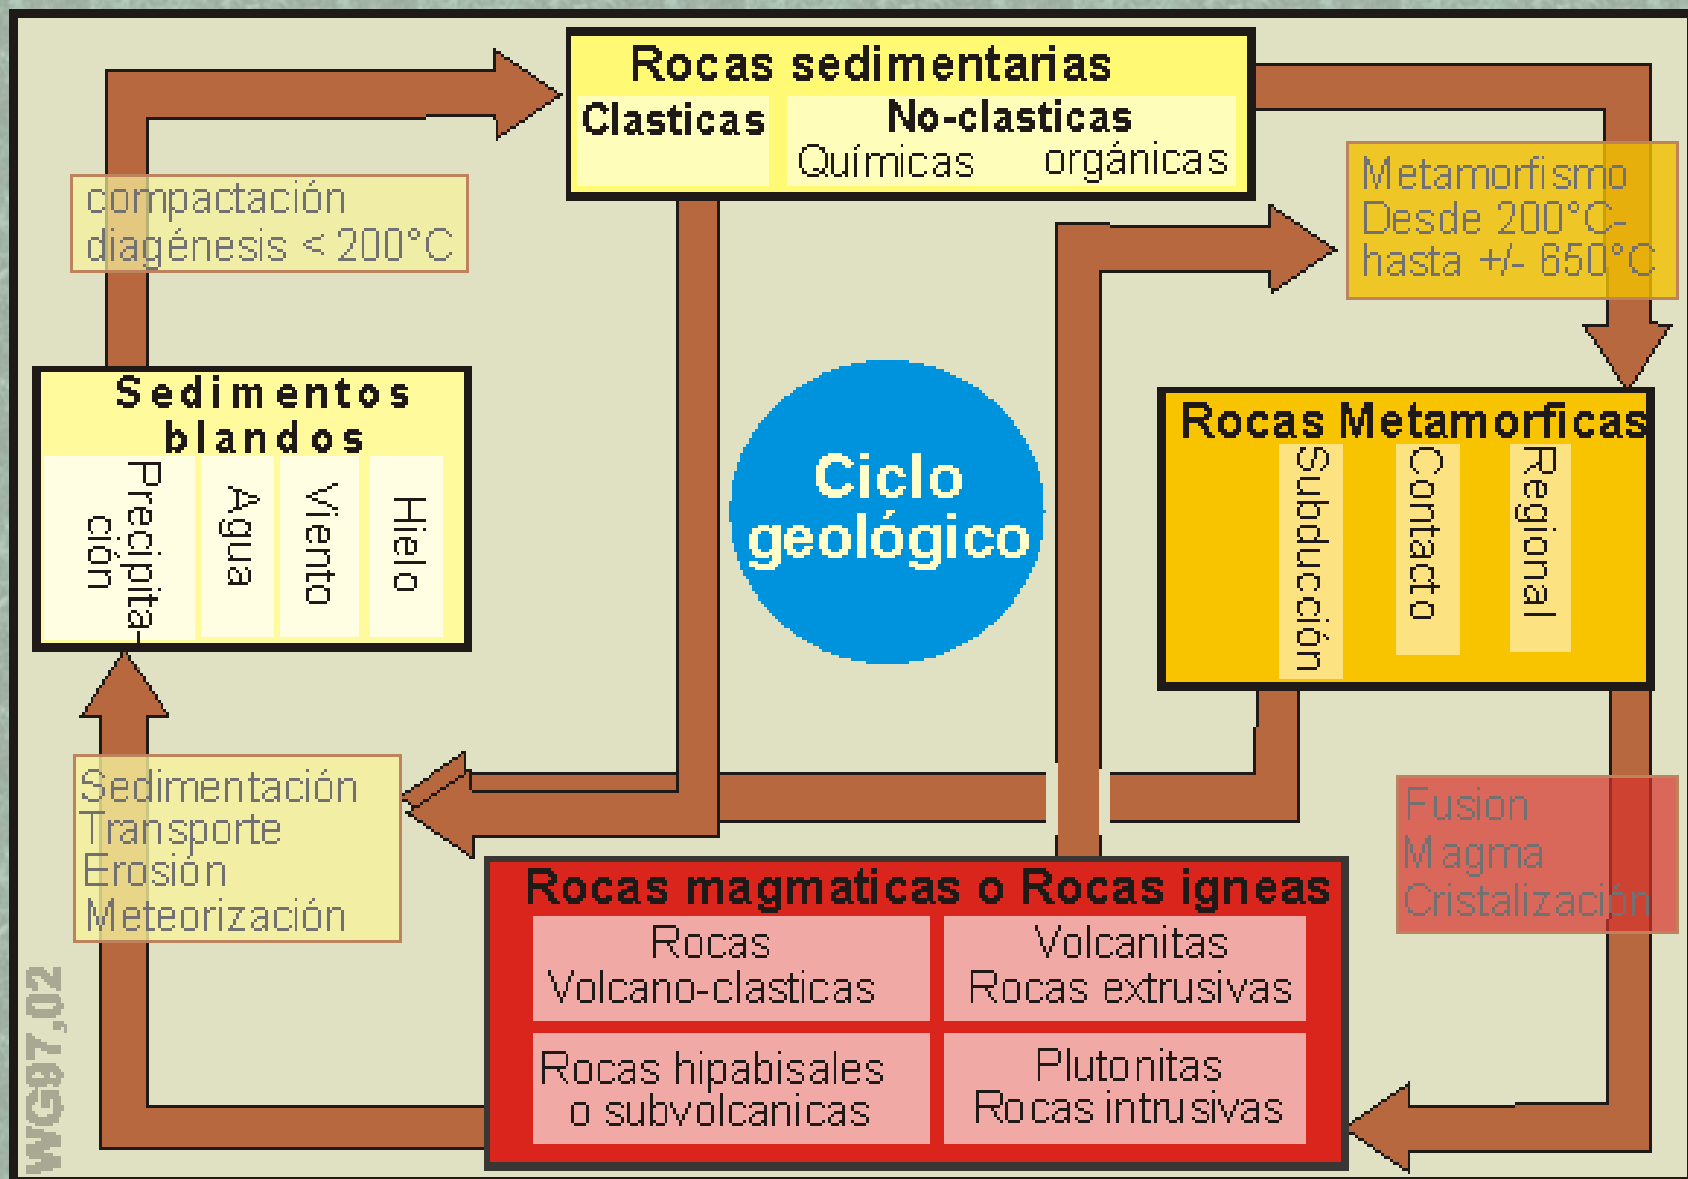 Rocas sedimentarias
Clasticas
No-clasticas
Químicas orgánicas
compactación
diagénesis < 200°C
Metamorfismo
Desde 200°C-
hasta +/- 650°C
Sedimentos
blandos
Precipita-
ción
Agua
Viento
Hielo
Ciclo
geológico
Rocas Metamorficas
Subducción
Contacto
Regional
Sedimentación
Transporte
Erosión
Meteorización
Fusion
Magma
Cristalización
Rocas magmaticas o Rocas igneas
Rocas
Volcano-clasticas
Volcanitas
Rocas extrusivas
Rocas hipabisales
o subvolcanicas
Plutonitas
Rocas intrusivas
WG97,02